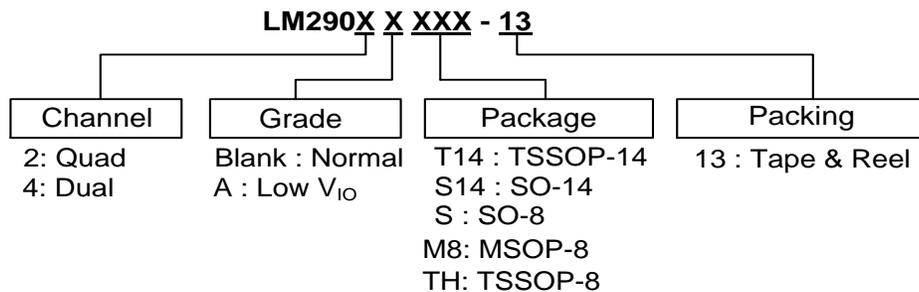 LM290X X XXX - 13
Channel
2: Quad
4: Dual
Grade
Blank : Normal
A : Low VIO
Package
T14 : TSSOP-14
S14 : SO-14
S : SO-8
M8: MSOP-8
TH: TSSOP-8
Packing
13 : Tape & Reel